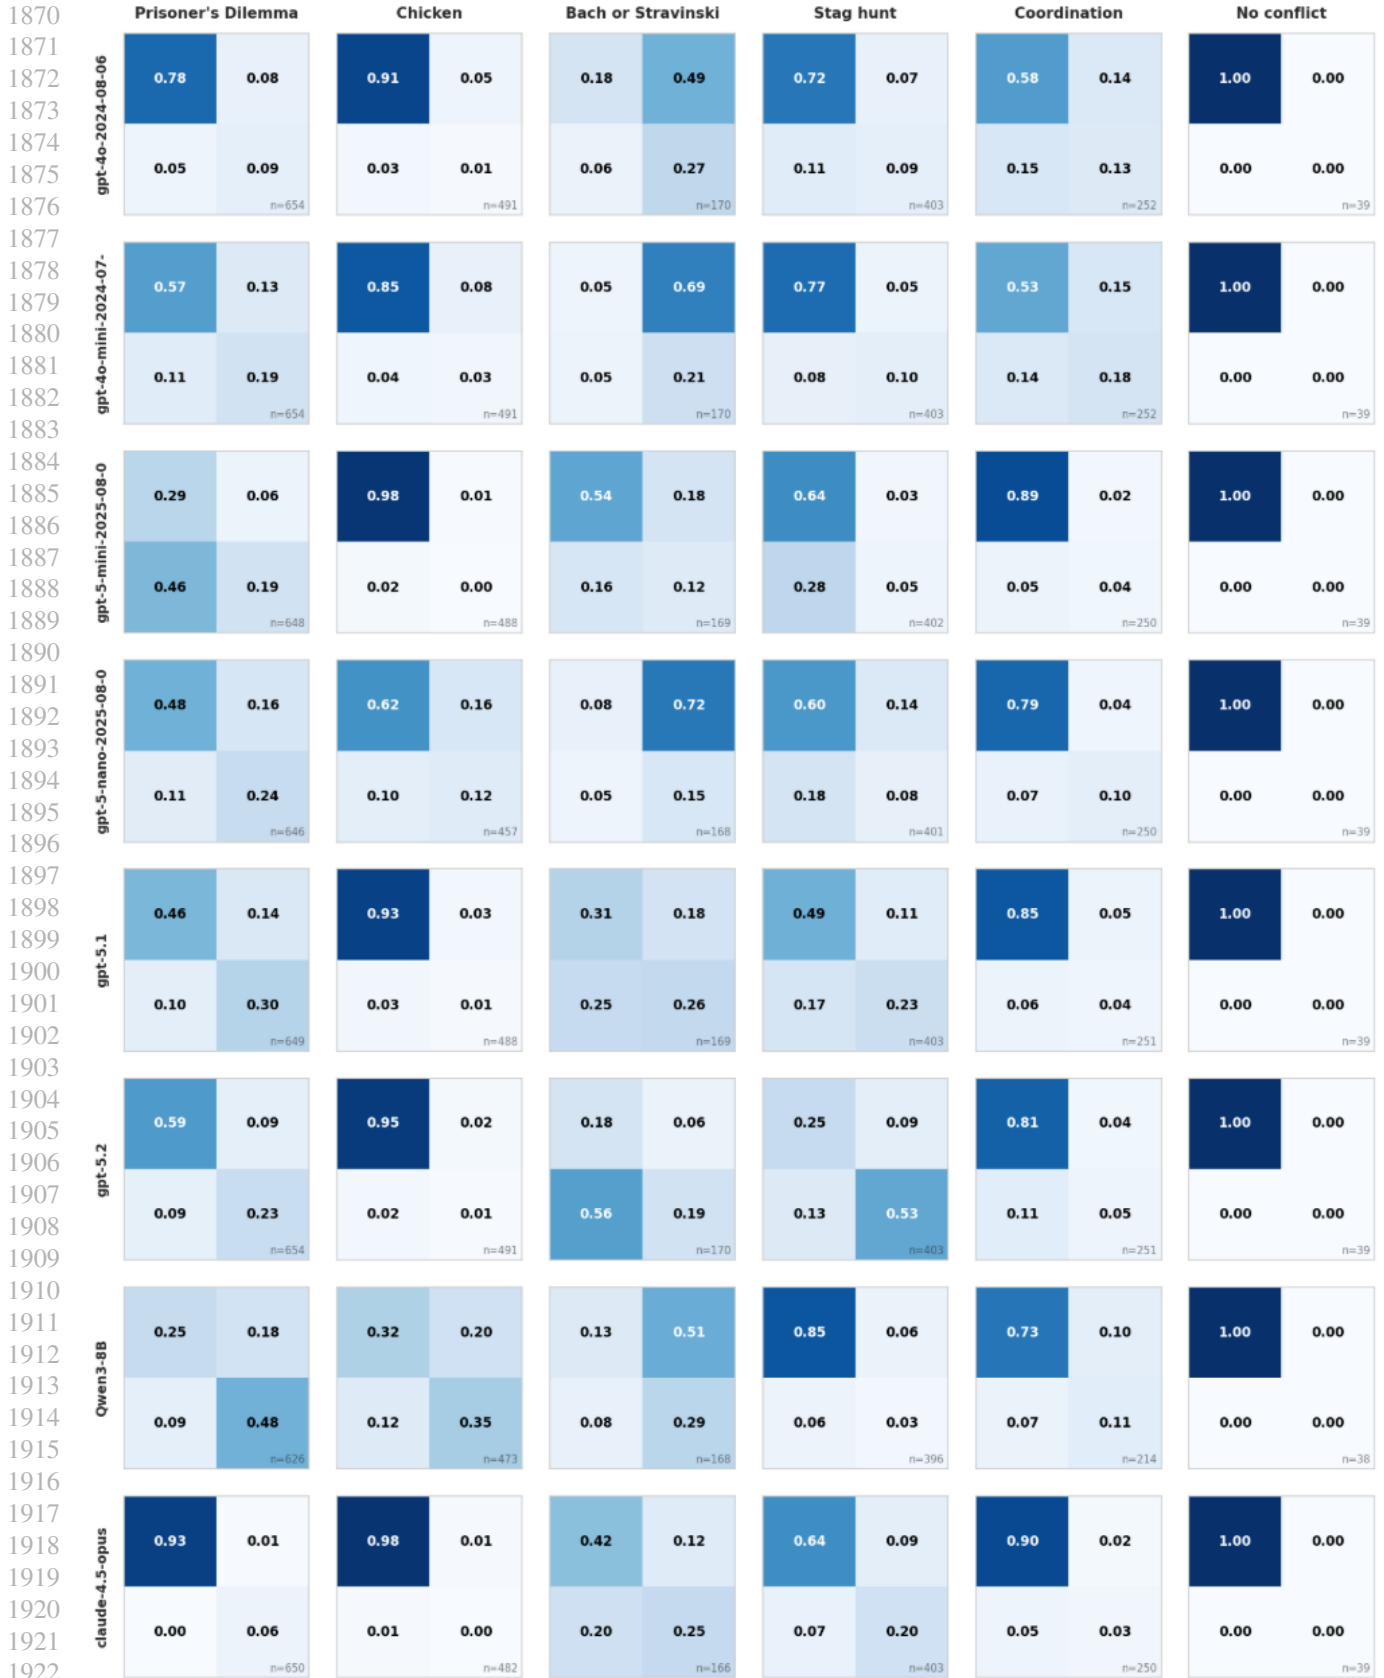 1870 Prisoner's Dilemma Chicken Bach or Stravinski Stag hunt Coordination No conflict
1871
1872 0.78 0.08 0.91 0.05 0.18 0.49 0.72 0.07 0.58 0.14 1.00 0.00
1873
gpt-4o-2024-08-06
1874
1875 0.05 0.09 0.03 0.01 0.06 0.27 0.11 0.09 0.15 0.13 0.00 0.00
1876 n=654 n=491 n=170 n=403 n=252 n=39
1877
1878
1879 0.57 0.13 0.85 0.08 0.05 0.69 0.77 0.05 0.53 0.15 1.00 0.00
gpt-4o-mini-2024-07-
1880
1881 0.11 0.19 0.04 0.03 0.05 0.21 0.08 0.10 0.14 0.18 0.00 0.00
1882 n=654 n=491 n=170 n=403 n=252 n=39
1883
1884
1885 0.29 0.06 0.98 0.01 0.54 0.18 0.64 0.03 0.89 0.02 1.00 0.00
1886
gpt-5-mini-2025-08-0
1887
1888 0.46 0.19 0.02 0.00 0.16 0.12 0.28 0.05 0.05 0.04 0.00 0.00
1889 n=648 n=488 n=169 n=402 n=250 n=39
1890
1891
1892 0.48 0.16 0.62 0.16 0.08 0.72 0.60 0.14 0.79 0.04 1.00 0.00
1893
gpt-5-nano-2025-08-0
1894
1895 0.11 0.24 0.10 0.12 0.05 0.15 0.18 0.08 0.07 0.10 0.00 0.00
1896 n=646 n=457 n=168 n=401 n=250 n=39
1897
1898 0.46 0.14 0.93 0.03 0.31 0.18 0.49 0.11 0.85 0.05 1.00 0.00
1899
gpt-5.1
1900
1901 0.10 0.30 0.03 0.01 0.25 0.26 0.17 0.23 0.06 0.04 0.00 0.00
1902 n=649 n=488 n=169 n=403 n=251 n=39
1903
1904
1905 0.59 0.09 0.95 0.02 0.18 0.06 0.25 0.09 0.81 0.04 1.00 0.00
1906
gpt-5.2
1907
1908 0.09 0.23 0.02 0.01 0.56 0.19 0.13 0.53 0.11 0.05 0.00 0.00
1909 n=654 n=491 n=170 n=403 n=251 n=39
1910
1911 0.25 0.18 0.32 0.20 0.13 0.51 0.85 0.06 0.73 0.10 1.00 0.00
1912
1913
Qwen3-8B
1914 0.09 0.48 0.12 0.35 0.08 0.29 0.06 0.03 0.07 0.11 0.00 0.00
1915 n=626 n=473 n=168 n=396 n=214 n=38
1916
1917
1918 0.93 0.01 0.98 0.01 0.42 0.12 0.64 0.09 0.90 0.02 1.00 0.00
1919
claude-4.5-opus
1920
1921 0.00 0.06 0.01 0.00 0.20 0.25 0.07 0.20 0.05 0.03 0.00 0.00
1922 n=650 n=482 n=166 n=403 n=250 n=39